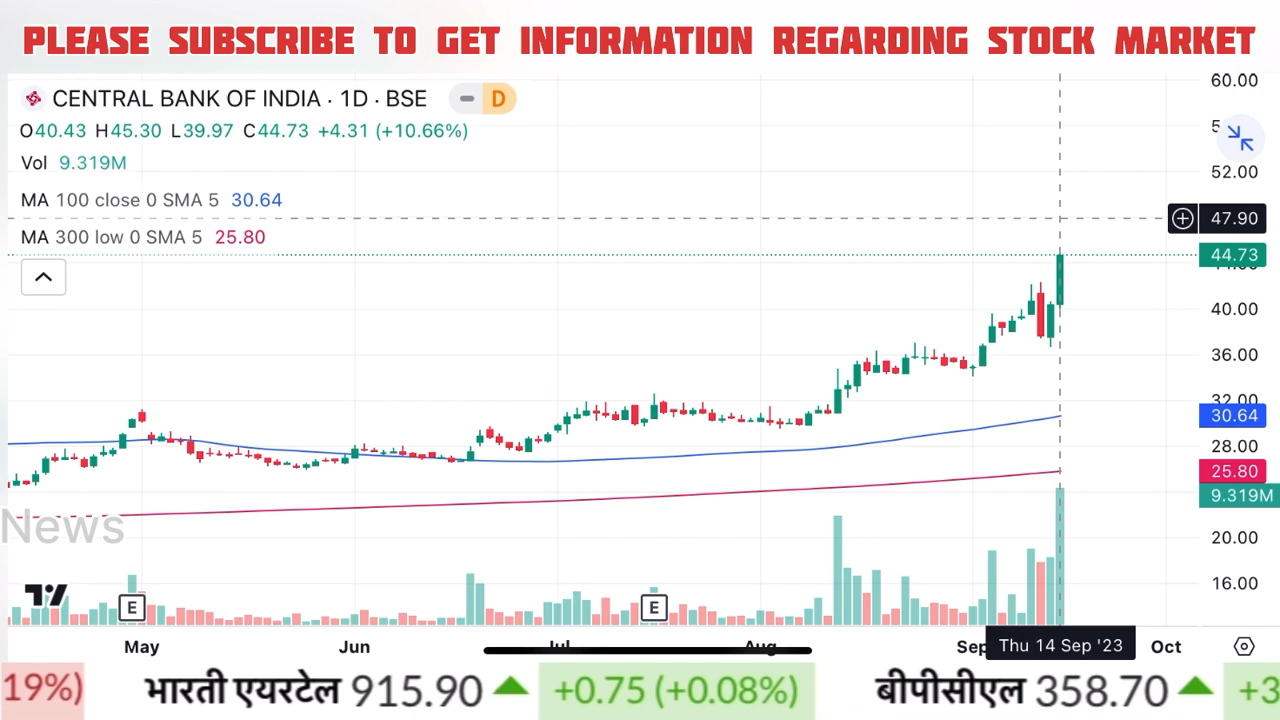 PLEASE SUBSCRIBE TO GET INFORMATION REGARDING STOCK MARKET
CENTRAL BANK OF INDIA · 1D · BSE
D
O40.43 H45.30 L39.97 C44.73 +4.31 (+10.66%)
Vol 9.319M
MA 100 close 0 SMA 5 30.64
MA 300 low 0 SMA 5 25.80
60.00
52.00
47.90
44.73
40.00
36.00
32.00
30.64
28.00
25.80
9.319M
20.00
16.00
News
E
E
May Jun Jul Aug Sep Thu 14 Sep '23 Oct
19%) भारती एयरटेल 915.90 +0.75 (+0.08%) बीपीसीएल 358.70 +3